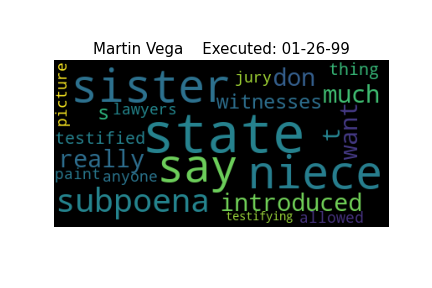 Martin Vega    Executed: 01-26-99
picture
sister
jury
don
thing
s
lawyers
witnesses
much
testified
state
t
want
really
say
niece
paint
anyone
subpoena
introduced
testifying
allowed